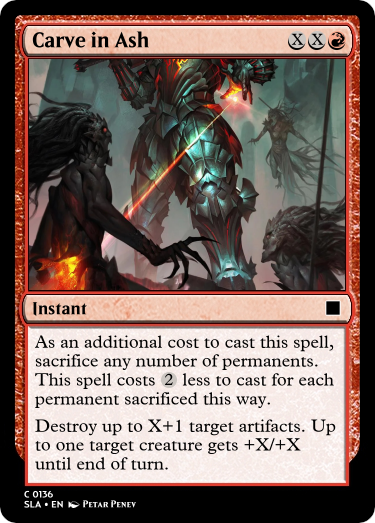 Carve in Ash XXR
Instant
As an additional cost to cast this spell,
sacrifice any number of permanents.
This spell costs 2 less to cast for each
permanent sacrificed this way.
Destroy up to X+1 target artifacts. Up
to one target creature gets +X/+X
until end of turn.
C 0136
SLA • EN Petar Penev